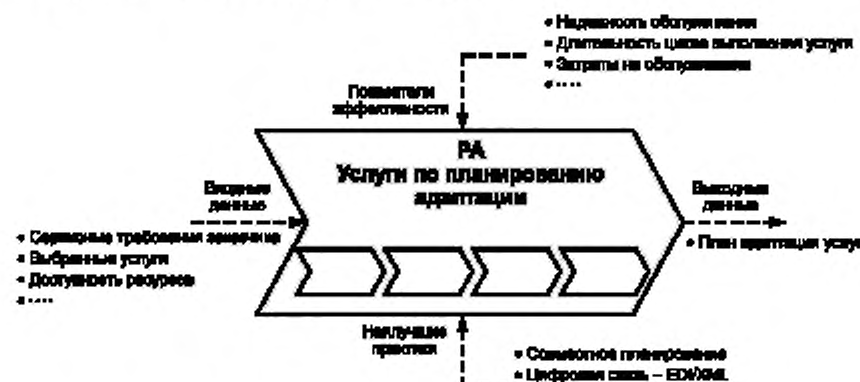 • Надежность обслуживания
• Длительность цикла выполнения услуги
• Затраты на обслуживание
• ....
Показатели
эффективности
PA
Услуги по планированию
адаптации
Входные
данные
Выходные
данные
• Сервисные требования заказчика
• Выбранные услуги
• Доступность ресурсов
• ....
• План адаптации услуг
Наилучшие
практики
• Совместное планирование
• Цифровая связь – EDI/XML